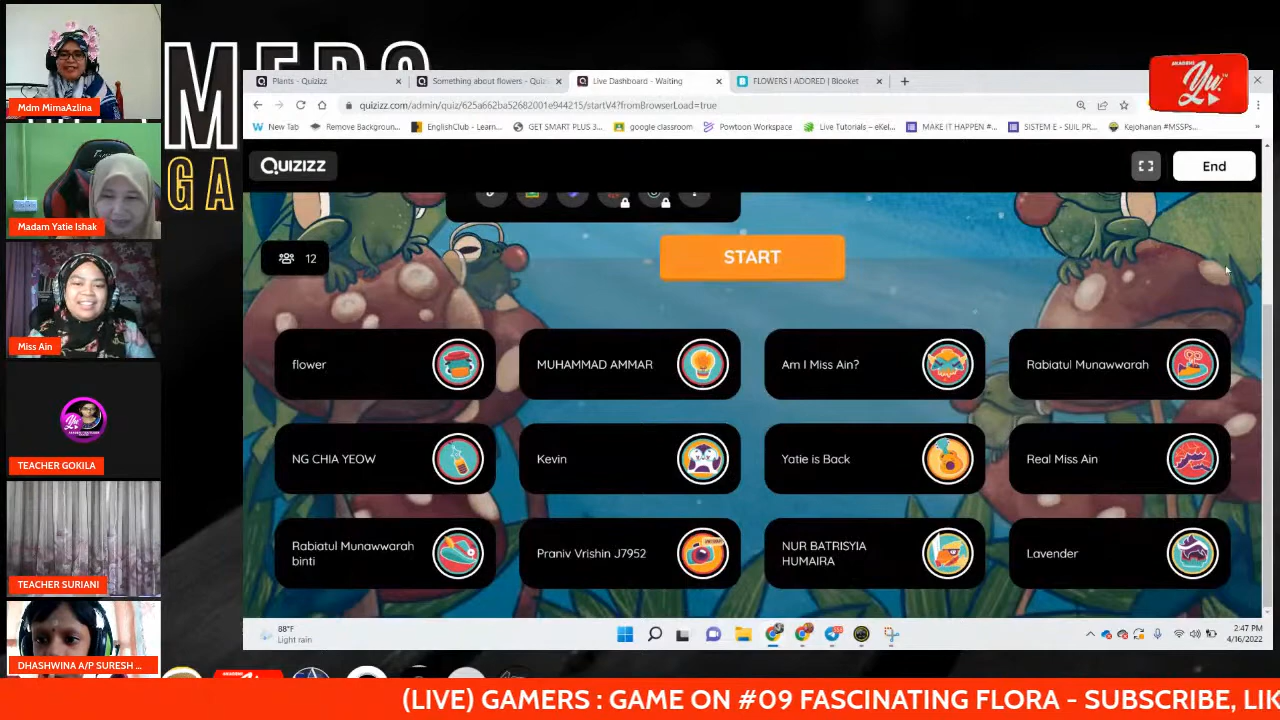 Mdm MimaAzlina
Madam Yatie Ishak
Miss Ain
TEACHER GOKILA
TEACHER SURIANI
DHASHWINA A/P SURESH ...
M
GA
Yu!
Plants - Quizizz
Something about flowers - Quiz
Live Dashboard - Waiting
FLOWERS I ADORED | Blooket
quizizz.com/admin/quiz/625a662ba52682001e944215/startV4?fromBrowserLoad=true
New Tab
Remove Backgroun...
EnglishClub - Learn...
GET SMART PLUS 3...
google classroom
Powtoon Workspace
Live Tutorials – eKel...
MAKE IT HAPPEN #...
SISTEM E - SIJIL PR...
Kejohanan #MSSPs...
QUIZIZZ
End
12
START
flower
MUHAMMAD AMMAR
Am I Miss Ain?
Rabiatul Munawwarah
NG CHIA YEOW
Kevin
Yatie is Back
Real Miss Ain
Rabiatul Munawwarah
binti
Praniv Vrishin J7952
NUR BATRISYIA
HUMAIRA
Lavender
88°F
Light rain
2:47 PM
4/16/2022
(LIVE) GAMERS : GAME ON #09 FASCINATING FLORA - SUBSCRIBE, LIK